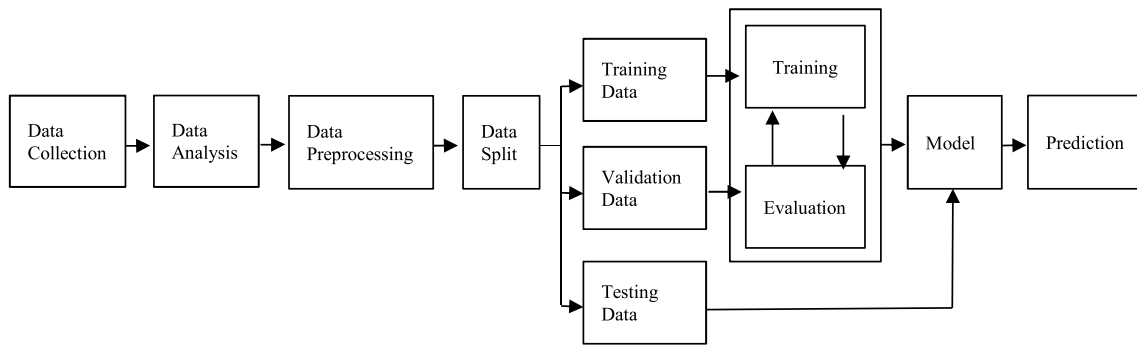 Data
Collection
Data
Analysis
Data
Preprocessing
Data
Split
Training
Data
Validation
Data
Testing
Data
Training
Evaluation
Model
Prediction